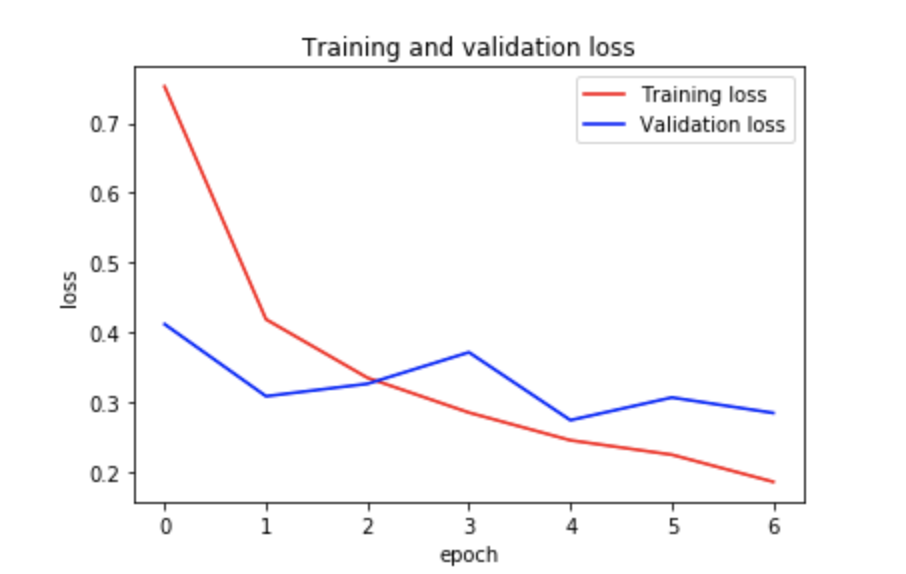 Training and validation loss
Training loss
Validation loss
0.7
0.6
0.5
0.4
0.3
0.2
loss
0 1 2 3 4 5 6
epoch